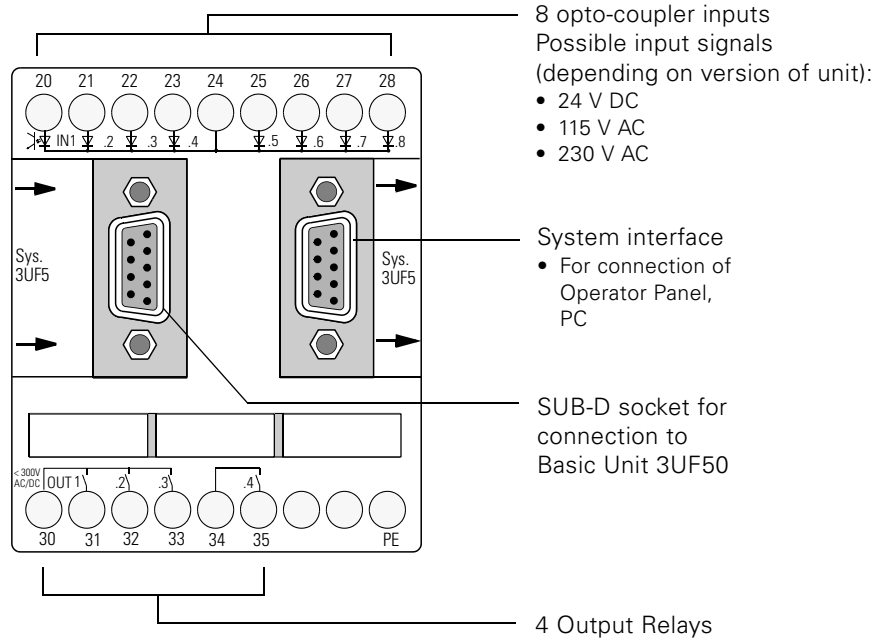 8 opto-coupler inputs
Possible input signals
(depending on version of unit):
• 24 V DC
• 115 V AC
• 230 V AC
20 21 22 23 24 25 26 27 28
IN1 .2 .3 .4 .5 .6 .7 .8
Sys.
3UF5
Sys.
3UF5
System interface
• For connection of
Operator Panel,
PC
SUB-D socket for
connection to
Basic Unit 3UF50
< 300V
AC/DC
OUT 1 .2 .3 .4
30 31 32 33 34 35 PE
4 Output Relays